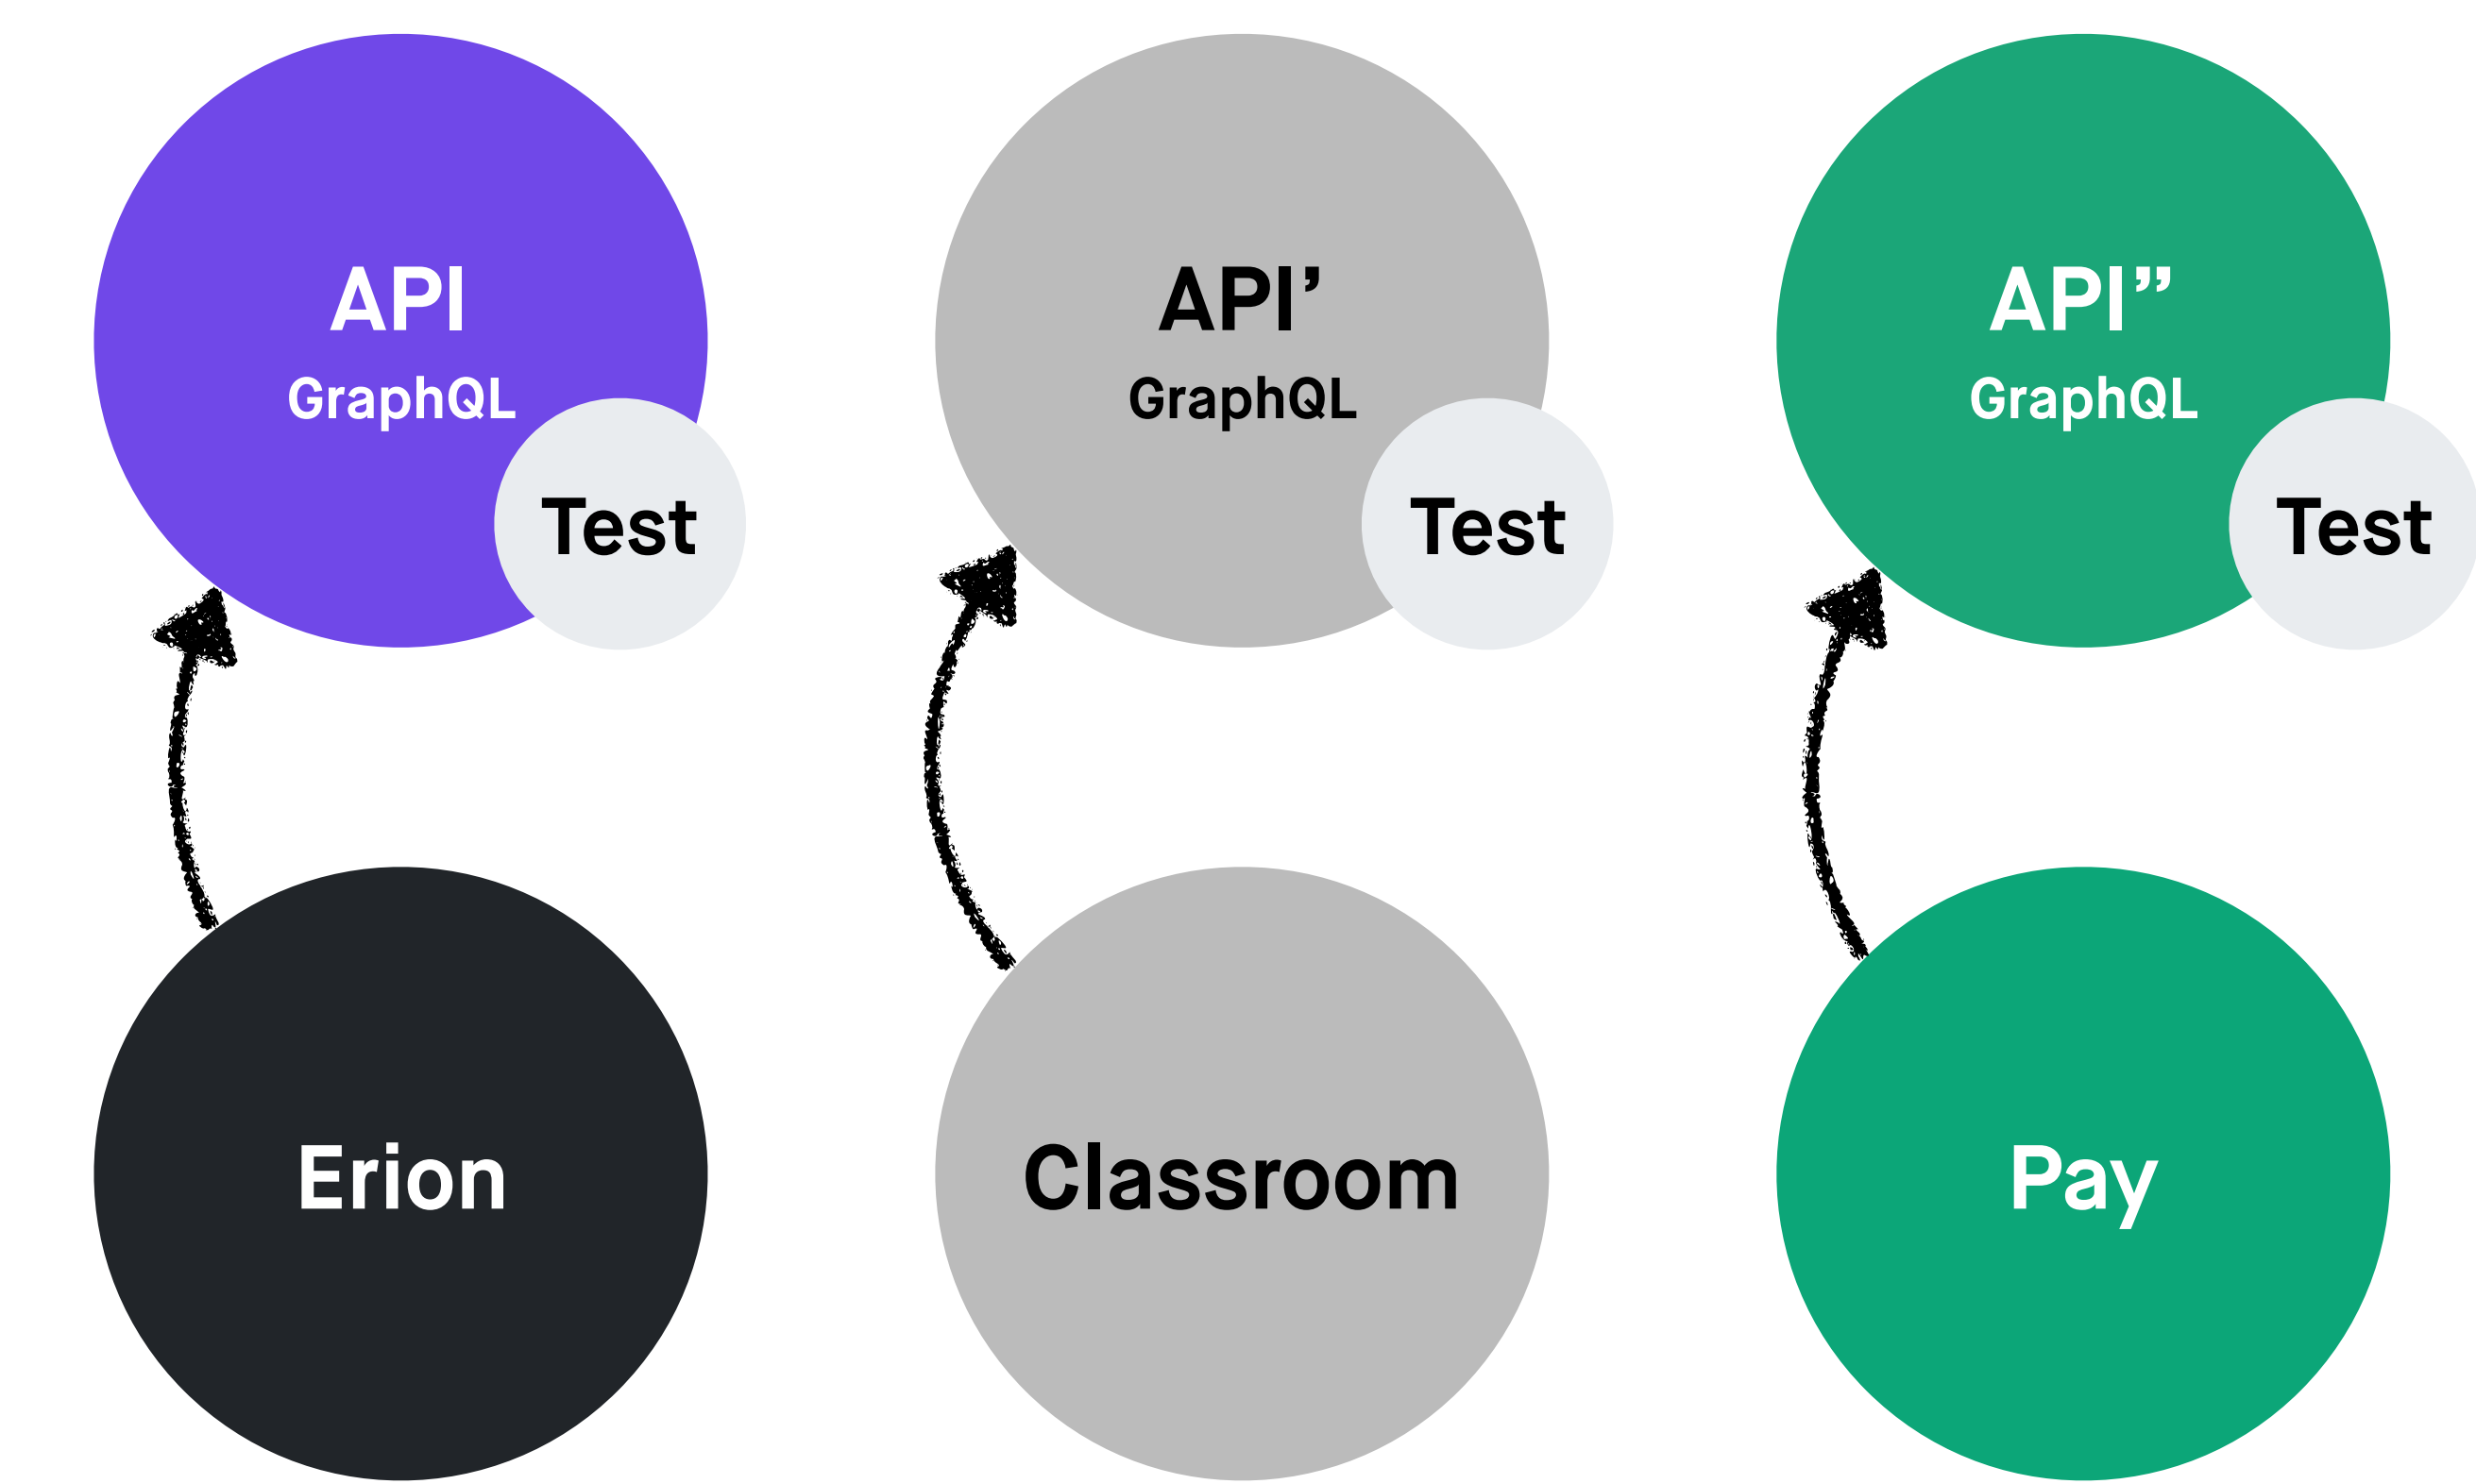 API
GraphQL
Test
API’
GraphQL
Test
API”
GraphQL
Test
Erion
Classroom
Pay